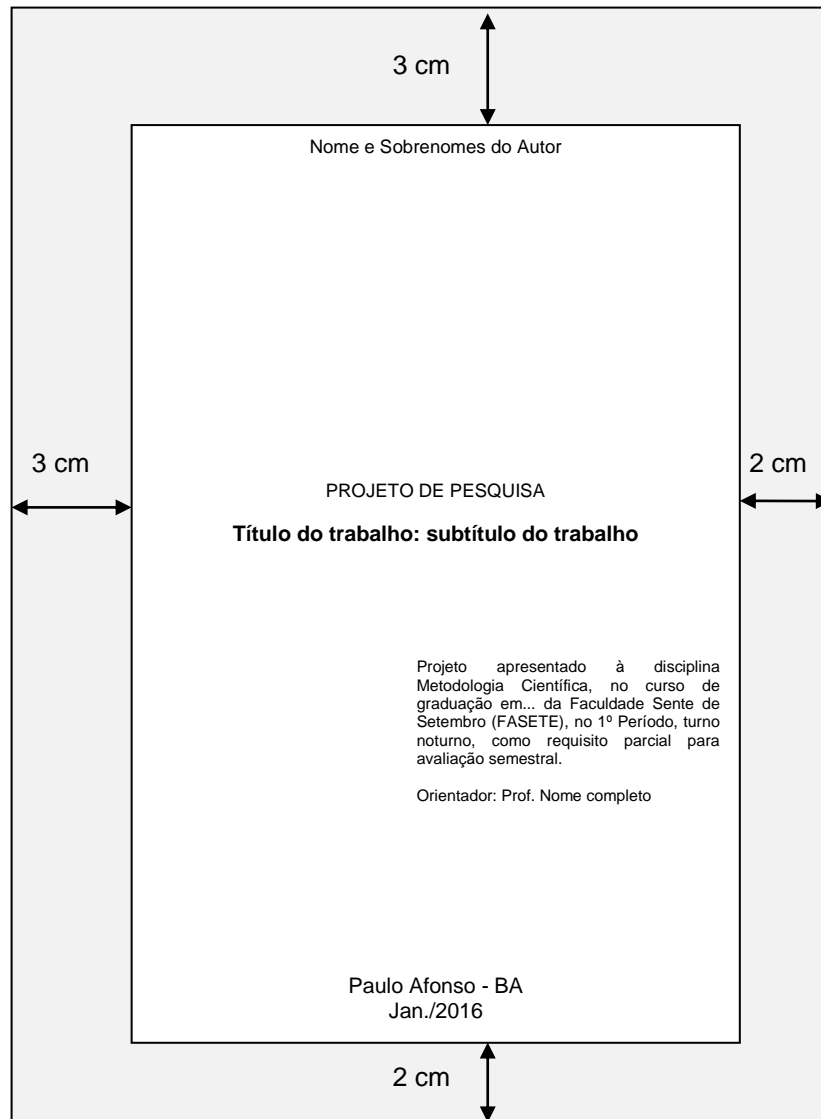 3 cm
Nome e Sobrenomes do Autor
3 cm
2 cm
PROJETO DE PESQUISA
Título do trabalho: subtítulo do trabalho
Projeto apresentado à disciplina
Metodologia Científica, no curso de
graduação em... da Faculdade Sente de
Setembro (FASETE), no 1º Período, turno
noturno, como requisito parcial para
avaliação semestral.
Orientador: Prof. Nome completo
Paulo Afonso - BA
Jan./2016
2 cm